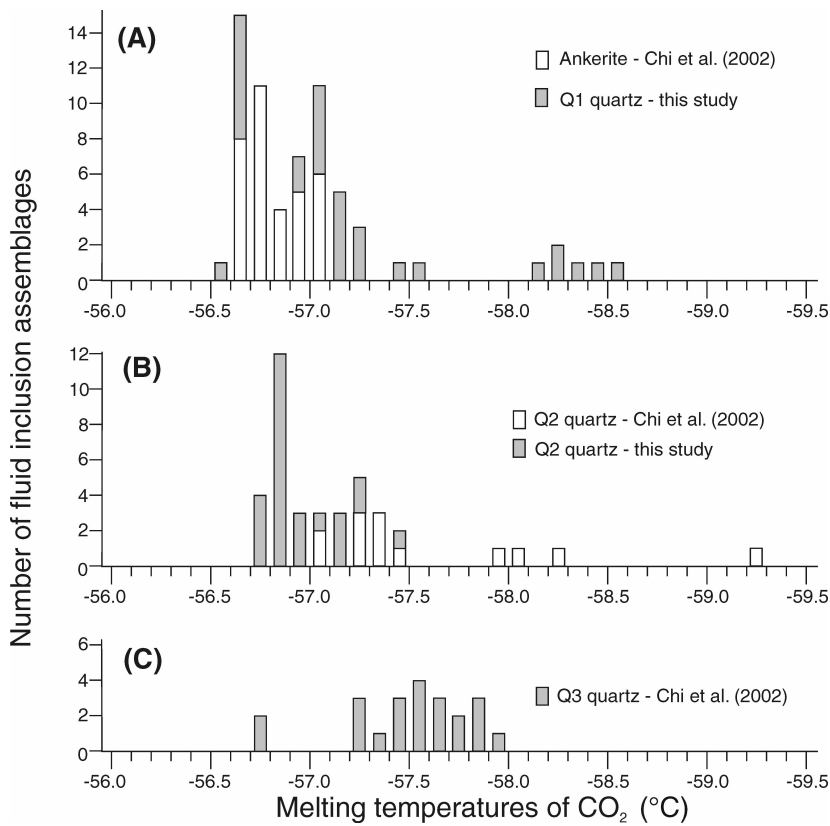 Number of fluid inclusion assemblages
(A)
Ankerite - Chi et al. (2002)
Q1 quartz - this study
14
12
10
8
6
4
2
0
-56.0 -56.5 -57.0 -57.5 -58.0 -58.5 -59.0 -59.5
(B)
Q2 quartz - Chi et al. (2002)
Q2 quartz - this study
12
10
8
6
4
2
0
-56.0 -56.5 -57.0 -57.5 -58.0 -58.5 -59.0 -59.5
(C)
Q3 quartz - Chi et al. (2002)
6
4
2
0
-56.0 -56.5 -57.0 -57.5 -58.0 -58.5 -59.0 -59.5
Melting temperatures of CO₂ (°C)